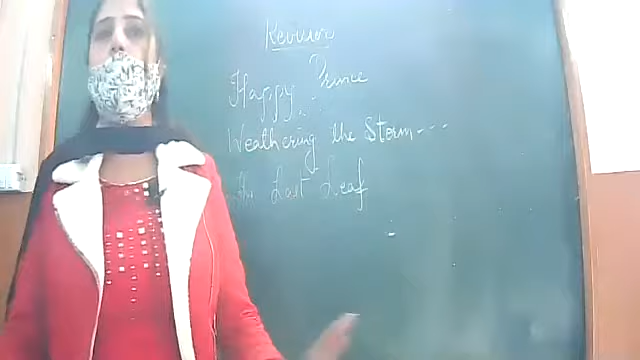 Revision
Happy Prince
Weathering the Storm ---
the Last Leaf